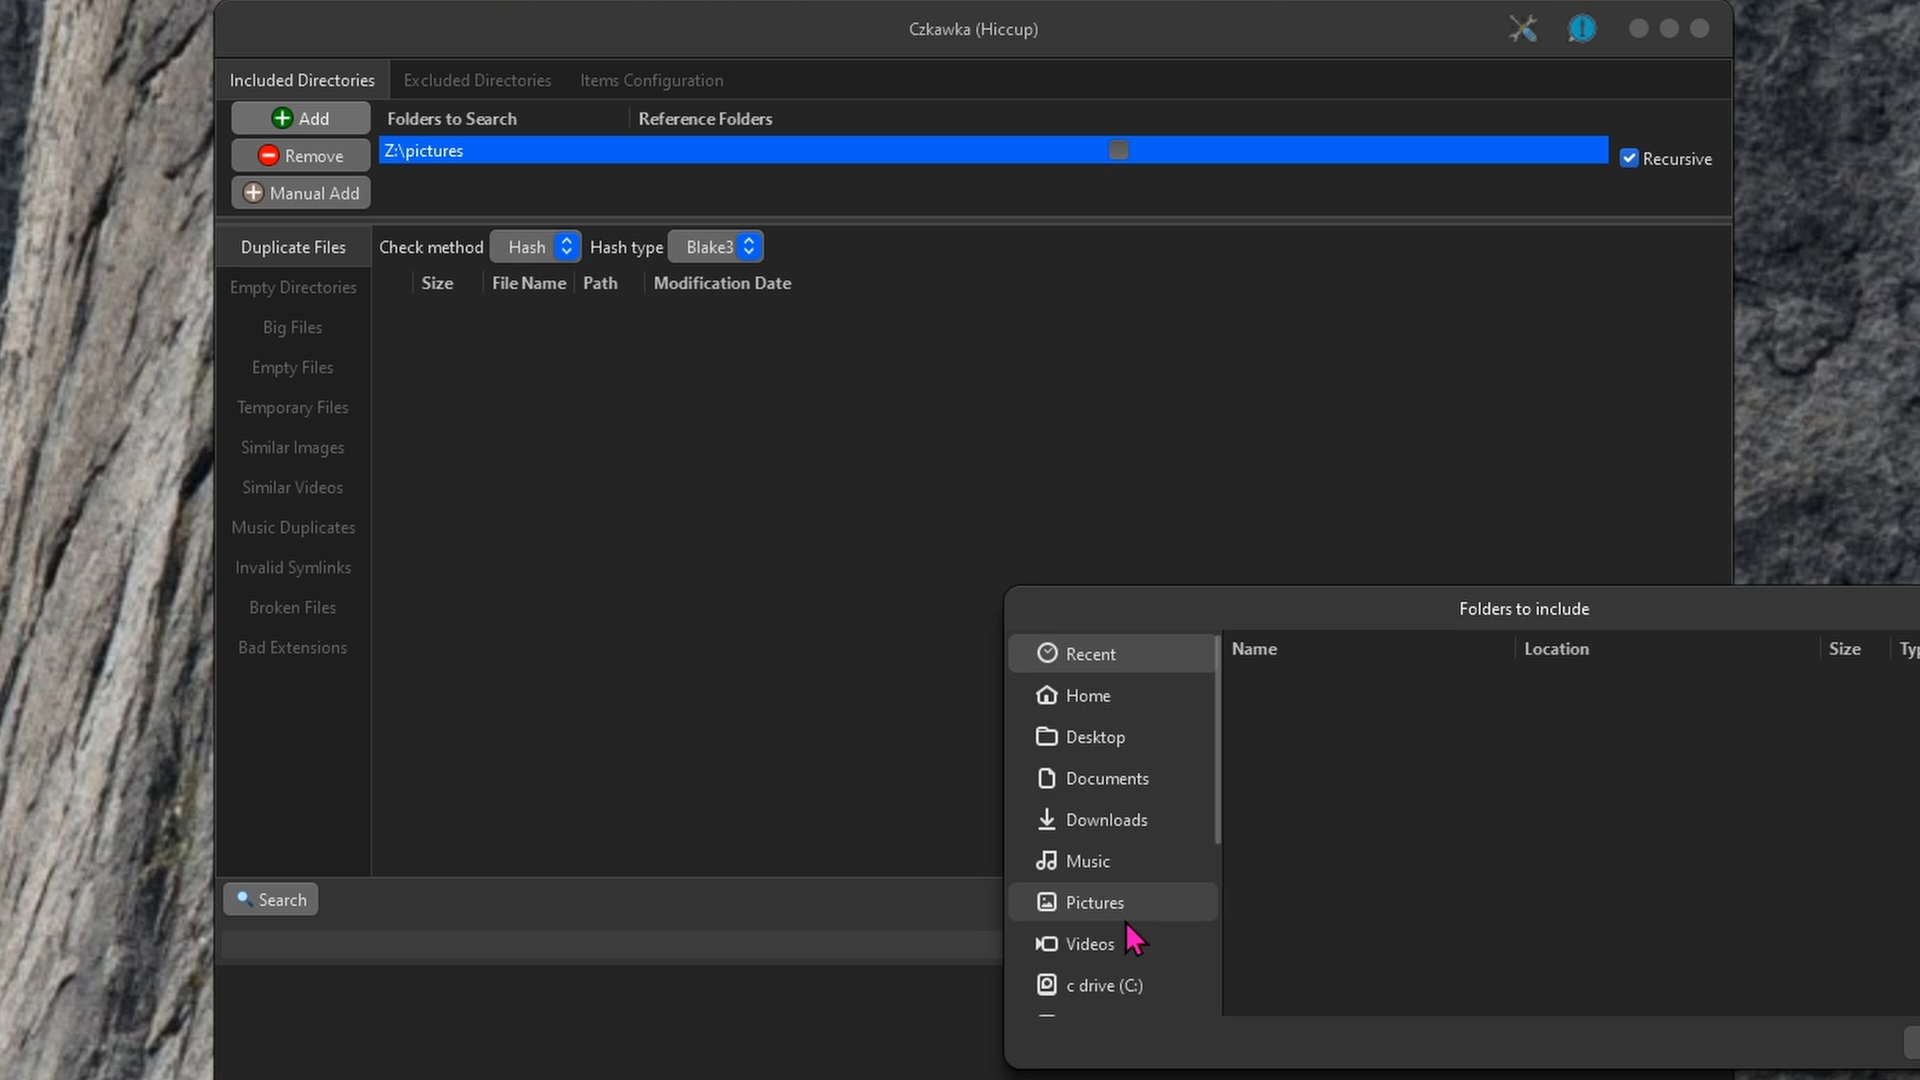 Czkawka (Hiccup)
Included Directories Excluded Directories Items Configuration
Add
Remove
Manual Add
Folders to Search Reference Folders
Z:\pictures
Recursive
Duplicate Files
Empty Directories
Big Files
Empty Files
Temporary Files
Similar Images
Similar Videos
Music Duplicates
Invalid Symlinks
Broken Files
Bad Extensions
Check method Hash Hash type Blake3
Size File Name Path Modification Date
Search
Folders to include
Recent
Home
Desktop
Documents
Downloads
Music
Pictures
Videos
c drive (C:)
Name Location Size Typ